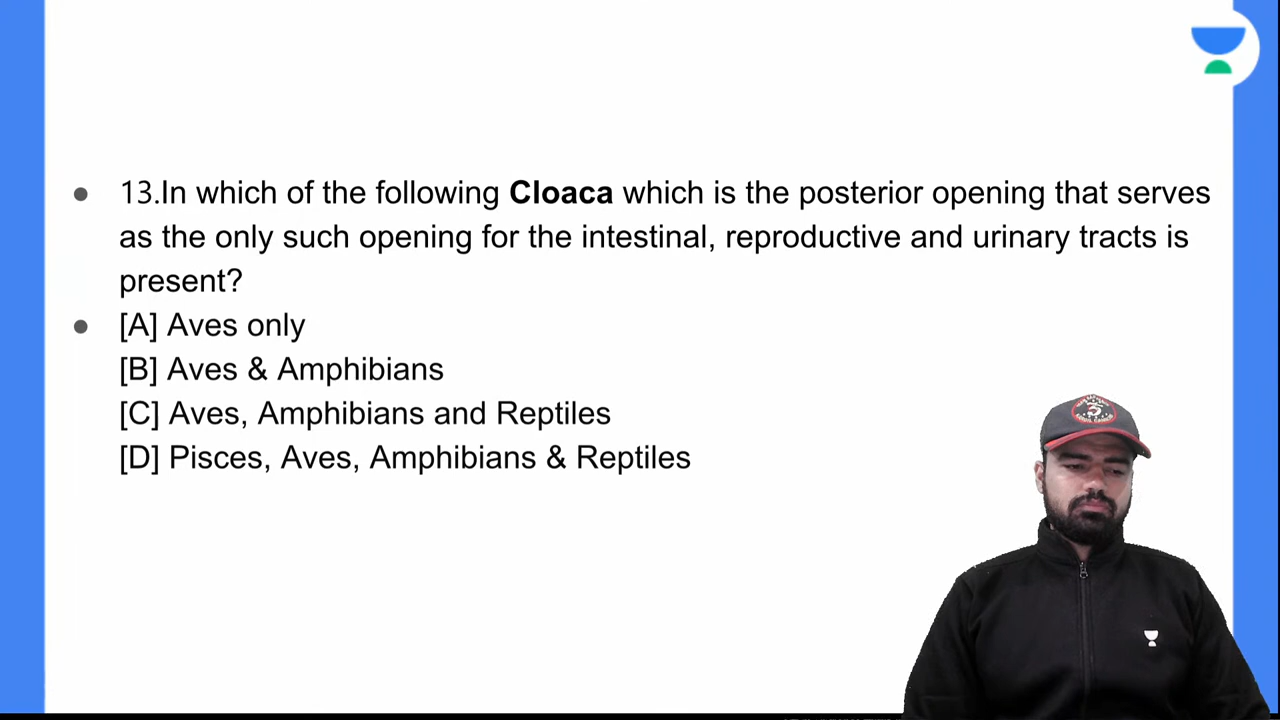 13.In which of the following Cloaca which is the posterior opening that serves
as the only such opening for the intestinal, reproductive and urinary tracts is
present?
[A] Aves only
[B] Aves & Amphibians
[C] Aves, Amphibians and Reptiles
[D] Pisces, Aves, Amphibians & Reptiles